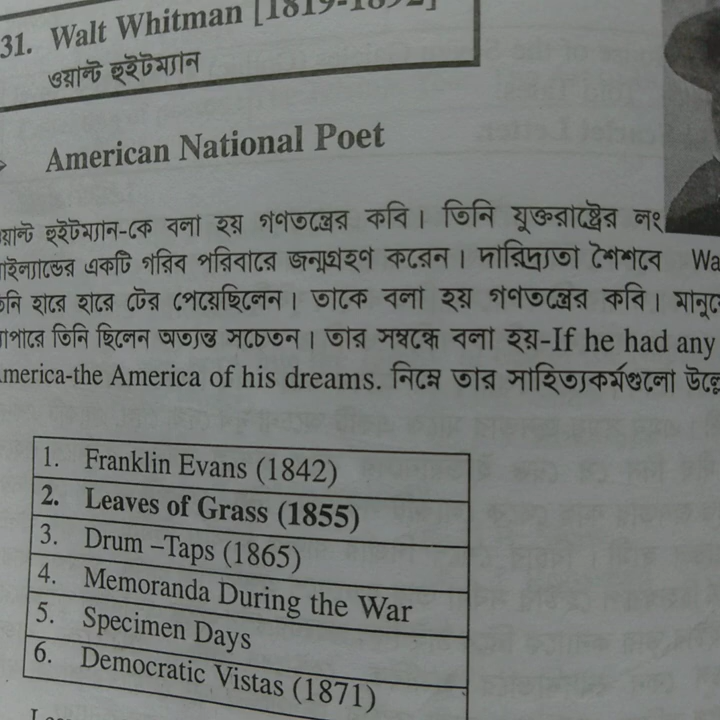 31. Walt Whitman [1819-1892]
ওয়াল্ট হুইটম্যান
American National Poet
ওয়াল্ট হুইটম্যান-কে বলা হয় গণতন্ত্রের কবি। তিনি যুক্তরাষ্ট্রের লং
আইল্যান্ডের একটি গরিব পরিবারে জন্মগ্রহণ করেন। দারিদ্র্যতা শৈশবে Wa
তিনি হারে হারে টের পেয়েছিলেন। তাকে বলা হয় গণতন্ত্রের কবি।
ব্যাপারে তিনি ছিলেন অত্যন্ত সচেতন। তার সম্বন্ধে বলা হয়-If he had any
America-the America of his dreams. নিম্নে তার সাহিত্যকর্মগুলো
1. Franklin Evans (1842)
2. Leaves of Grass (1855)
3. Drum –Taps (1865)
4. Memoranda During the War
5. Specimen Days
6. Democratic Vistas (1871)